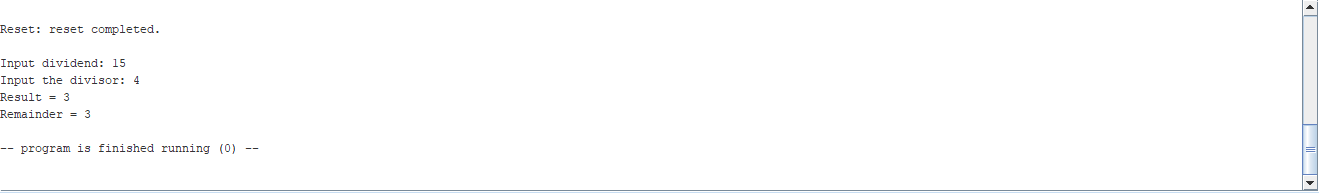 Reset: reset completed.
Input dividend: 15
Input the divisor: 4
Result = 3
Remainder = 3
-- program is finished running (0) --